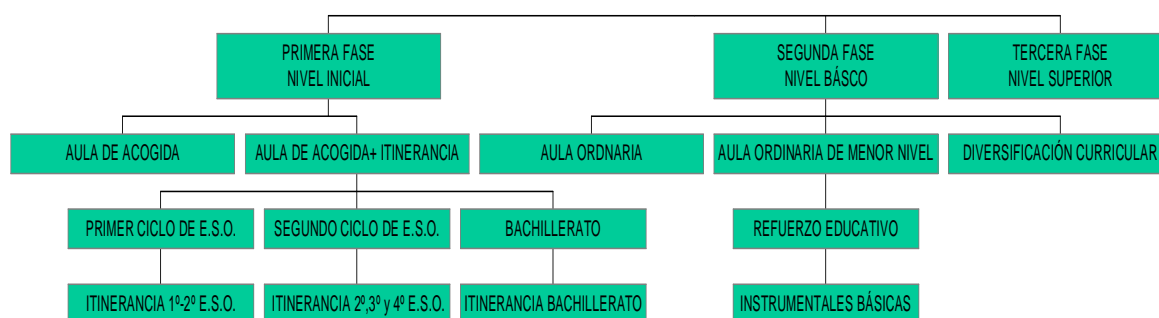 PRIMERA FASE
NIVEL INICIAL
SEGUNDA FASE
NIVEL BÁSCO
TERCERA FASE
NIVEL SUPERIOR
AULA DE ACOGIDA
AULA DE ACOGIDA+ ITINERANCIA
AULA ORDNARIA
AULA ORDINARIA DE MENOR NIVEL
DIVERSIFICACIÓN CURRICULAR
PRIMER CICLO DE E.S.O.
SEGUNDO CICLO DE E.S.O.
BACHILLERATO
REFUERZO EDUCATIVO
ITINERANCIA 1º-2º E.S.O.
ITINERANCIA 2º,3º y 4º E.S.O.
ITINERANCIA BACHILLERATO
INSTRUMENTALES BÁSICAS